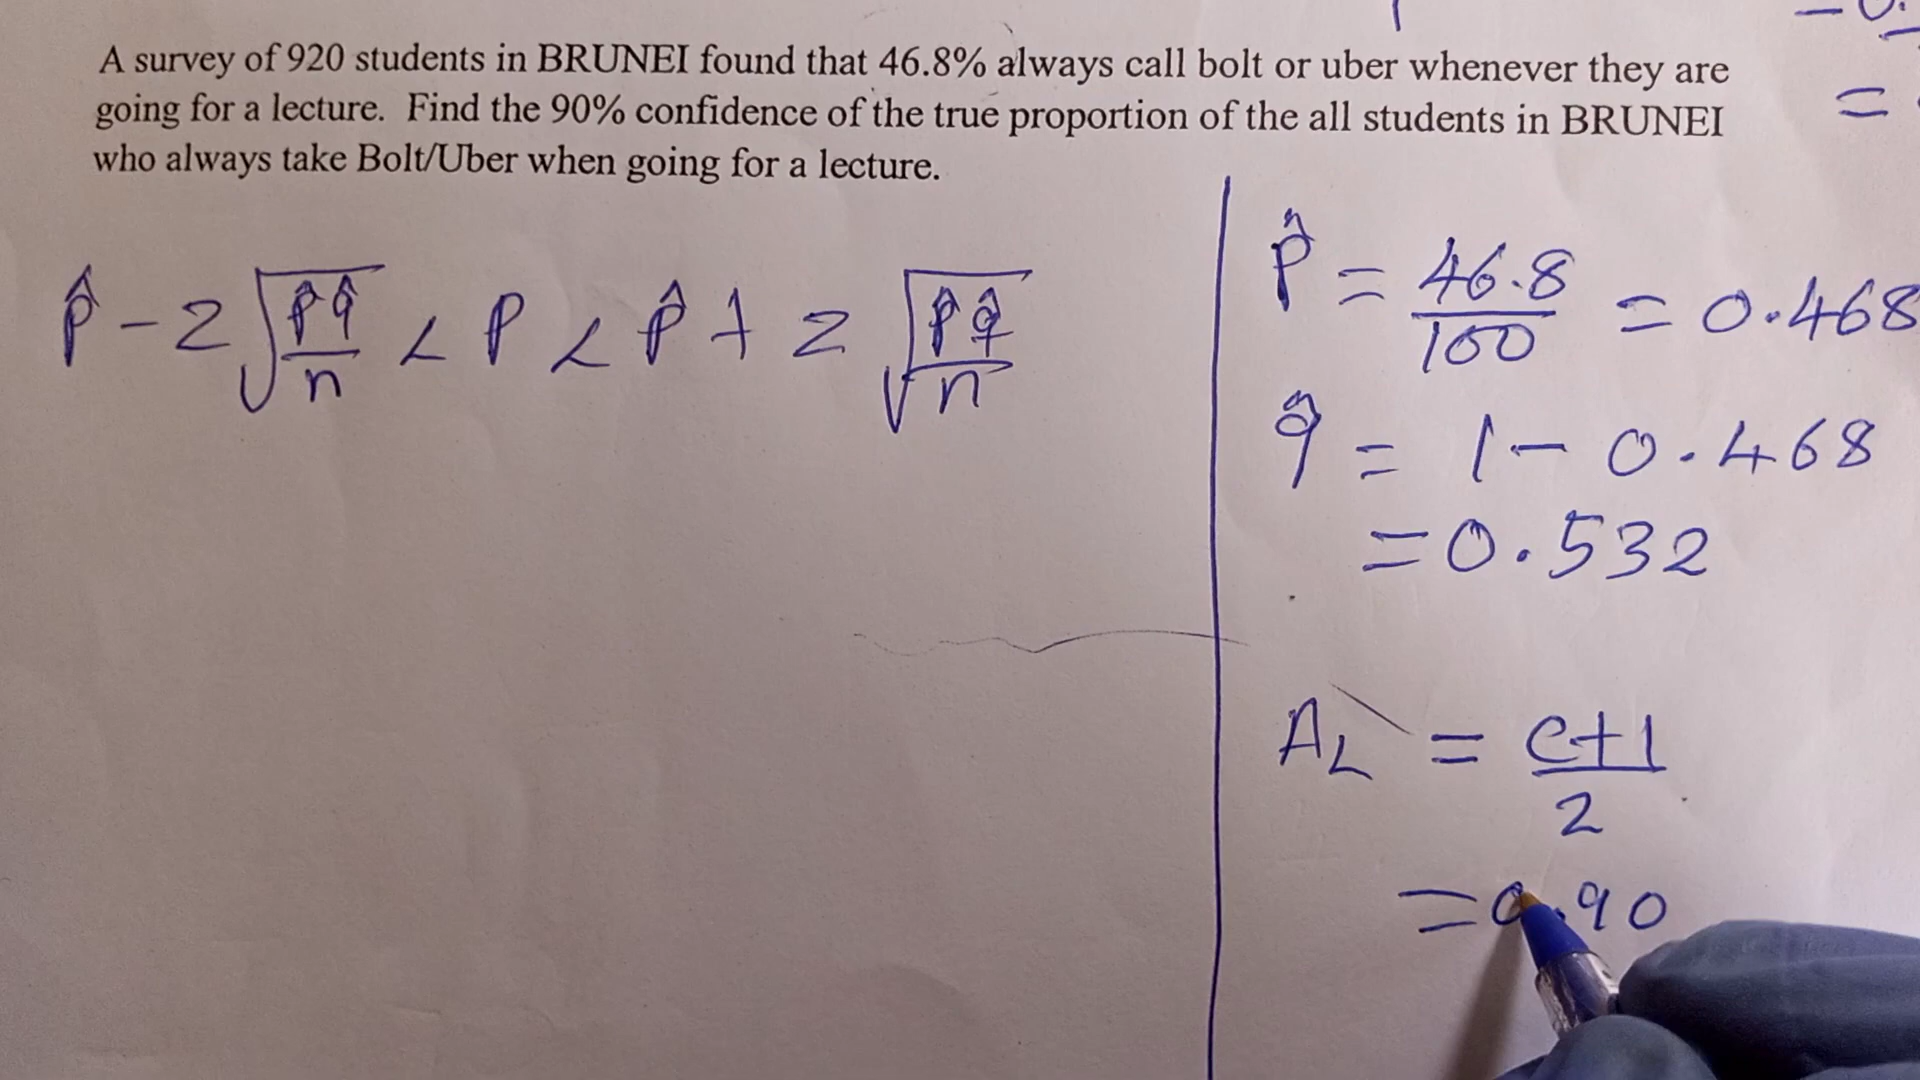 A survey of 920 students in BRUNEI found that 46.8% always call bolt or uber whenever they are
going for a lecture. Find the 90% confidence of the true proportion of the all students in BRUNEI
who always take Bolt/Uber when going for a lecture.
p̂ - z√(p̂q̂/n) < P < p̂ + z√(p̂q̂/n)
p̂ = 46.8/100 = 0.468
q̂ = 1 - 0.468
= 0.532
A_L = c+1/2
= 0.90